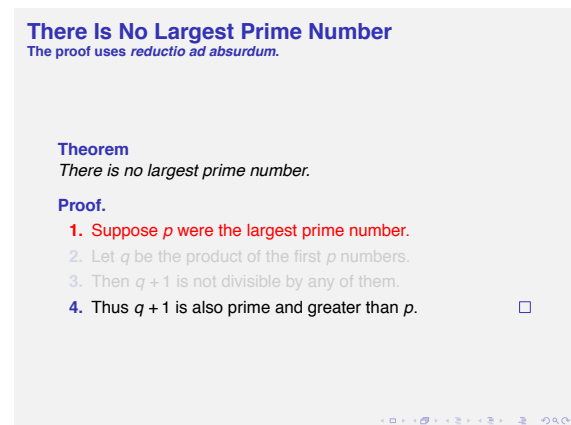 There Is No Largest Prime Number
The proof uses reductio ad absurdum.
Theorem
There is no largest prime number.
Proof.
1. Suppose p were the largest prime number.
2. Let q be the product of the first p numbers.
3. Then q + 1 is not divisible by any of them.
4. Thus q + 1 is also prime and greater than p.